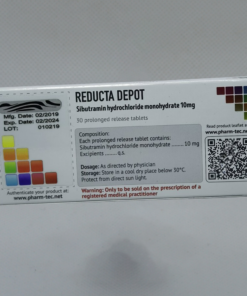 Mfg. Date: 02/2019
Exp. Date: 02/2024
LOT: 010219
REDUCTA DEPOT
Sibutramin hydrochloride monohydrate 10mg
30 prolonged release tablets
Composition:
Each prolonged release tablet contains:
Sibutramin hydrochloride monohydrate ........ 10 mg
Excipients ........ q.s.
Dosage: As directed by physician
Storage: Store in a cool dry place below 30°C.
Protect from direct sun light.
Warning: Only to be sold on the prescription of a
registered medical practitioner
Authenticate your product at
www.pharm-tec.net
Read product leaflet
www.pharm-tec.net